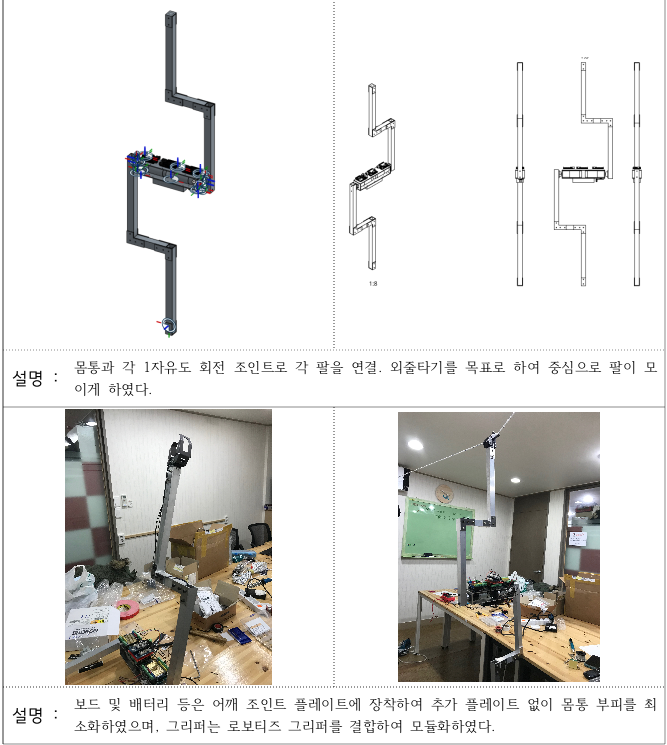 1:8
설명 :
몸통과 각 1자유도 회전 조인트로 각 팔을 연결. 외줄타기를 목표로 하여 중심으로 팔이 모
이게 하였다.
설명 :
보드 및 배터리 등은 어깨 조인트 플레이트에 장착하여 추가 플레이트 없이 몸통 부피를 최
소화하였으며, 그리퍼는 로보티즈 그리퍼를 결합하여 모듈화하였다.